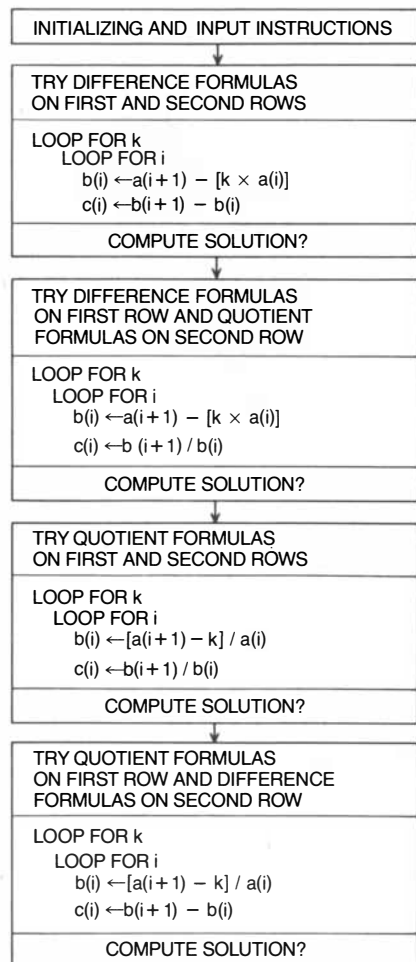 INITIALIZING AND INPUT INSTRUCTIONS
TRY DIFFERENCE FORMULAS
ON FIRST AND SECOND ROWS
LOOP FOR k
LOOP FOR i
b(i) ←a(i+1) − [k × a(i)]
c(i) ←b(i+1) − b(i)
COMPUTE SOLUTION?
TRY DIFFERENCE FORMULAS
ON FIRST ROW AND QUOTIENT
FORMULAS ON SECOND ROW
LOOP FOR k
LOOP FOR i
b(i) ←a(i+1) − [k × a(i)]
c(i) ←b (i+1) / b(i)
COMPUTE SOLUTION?
TRY QUOTIENT FORMULAS
ON FIRST AND SECOND ROWS
LOOP FOR k
LOOP FOR i
b(i) ←[a(i+1) − k] / a(i)
c(i) ←b(i+1) / b(i)
COMPUTE SOLUTION?
TRY QUOTIENT FORMULAS
ON FIRST ROW AND DIFFERENCE
FORMULAS ON SECOND ROW
LOOP FOR k
LOOP FOR i
b(i) ←[a(i+1) − k] / a(i)
c(i) ←b(i+1) − b(i)
COMPUTE SOLUTION?